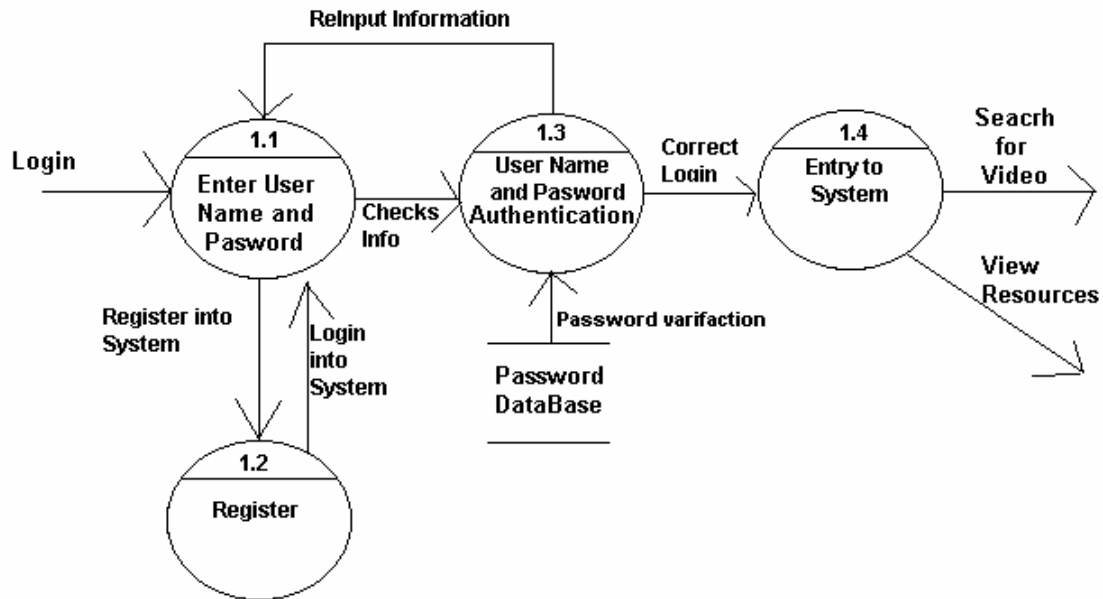 ReInput Information
1.1
1.3
1.4
Login
Enter User
Name and
Pasword
Checks
Info
User Name
and Pasword
Authentication
Correct
Login
Entry to
System
Seacrh
for
Video
View
Resources
Register into
System
Login
into
System
Password varifaction
Password
DataBase
1.2
Register